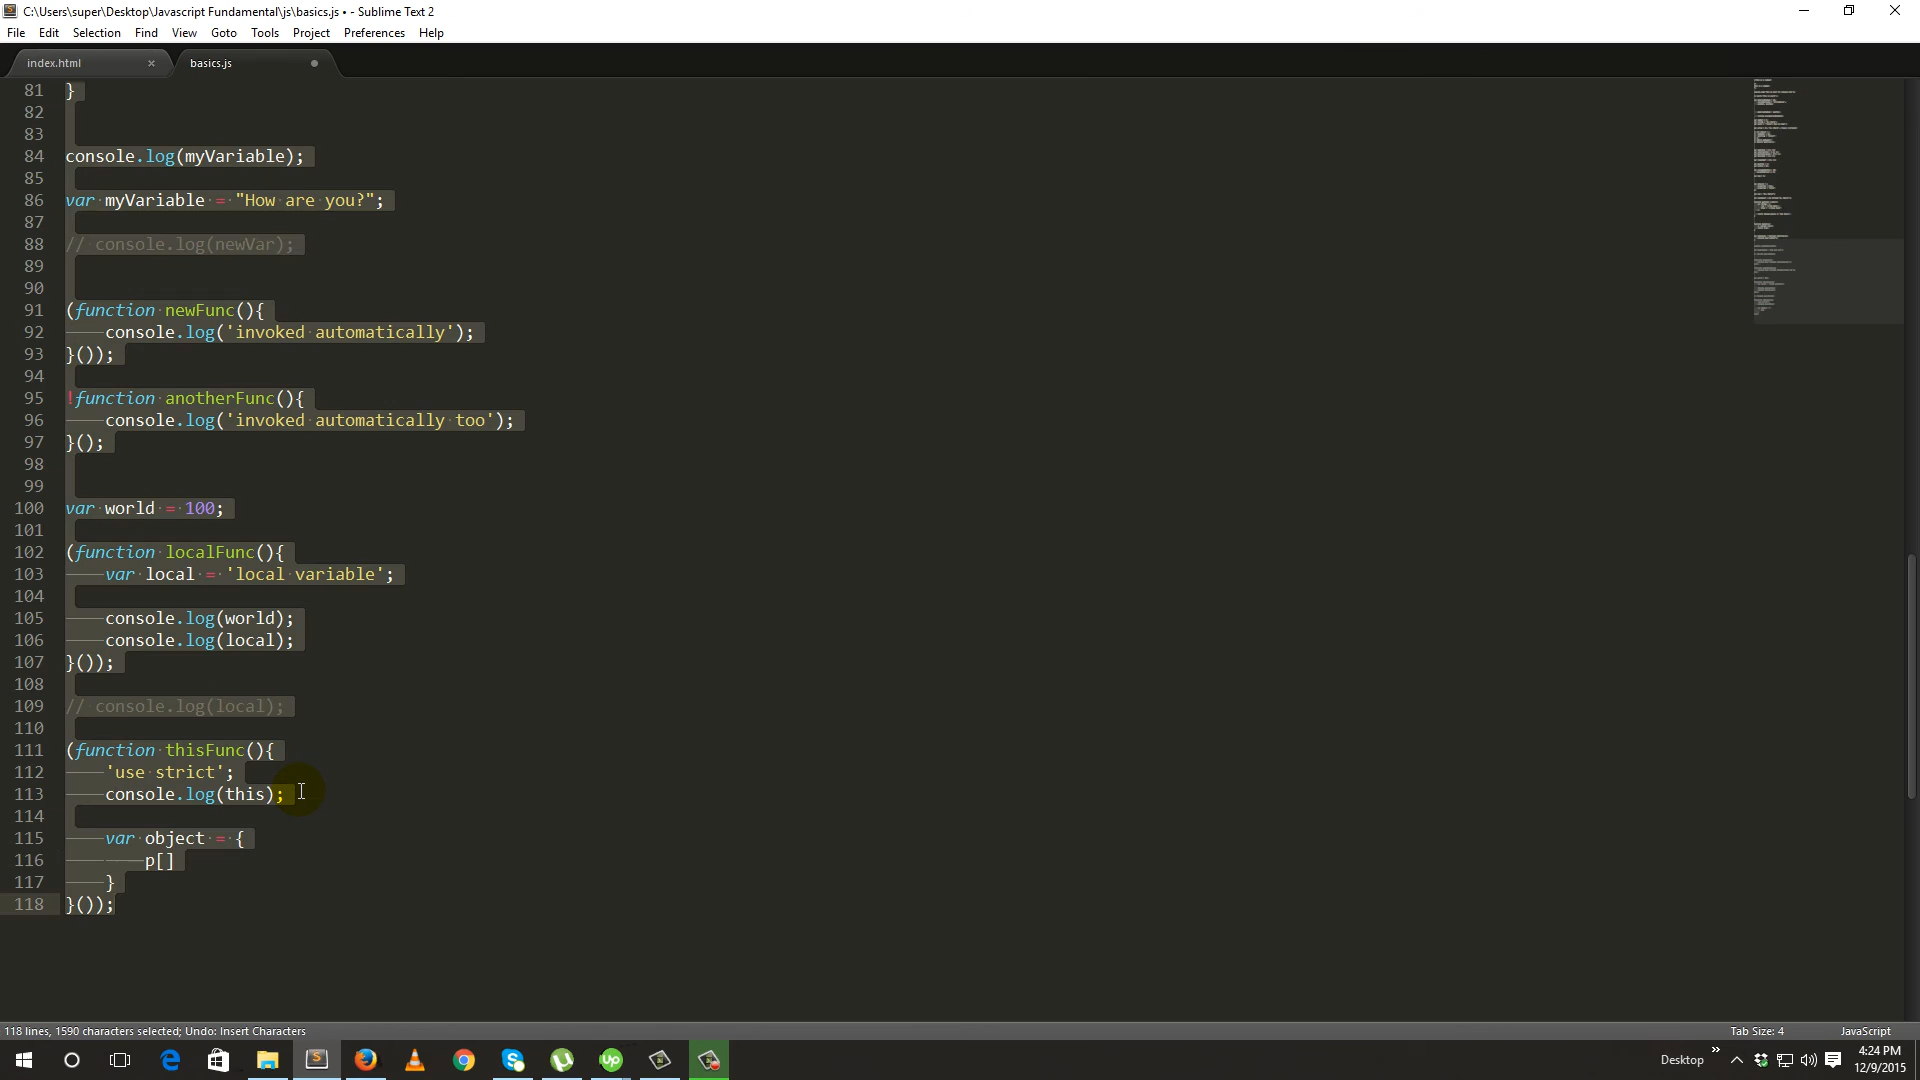 C:\Users\super\Desktop\Javascript Fundamental\js\basics.js • - Sublime Text 2
File Edit Selection Find View Goto Tools Project Preferences Help
index.html × basics.js
81 }
82
83
84 console.log(myVariable);
85
86 var myVariable = "How are you?";
87
88 // console.log(newVar);
89
90
91 (function newFunc(){
92 console.log('invoked automatically');
93 }());
94
95 !function anotherFunc(){
96 console.log('invoked automatically too');
97 }();
98
99
100 var world = 100;
101
102 (function localFunc(){
103 var local = 'local variable';
104
105 console.log(world);
106 console.log(local);
107 }());
108
109 // console.log(local);
110
111 (function thisFunc(){
112 'use strict';
113 console.log(this);
114
115 var object = {
116 p[]
117 }
118 }());
118 lines, 1590 characters selected; Undo: Insert Characters Tab Size: 4 JavaScript
Desktop » 4:24 PM
12/9/2015